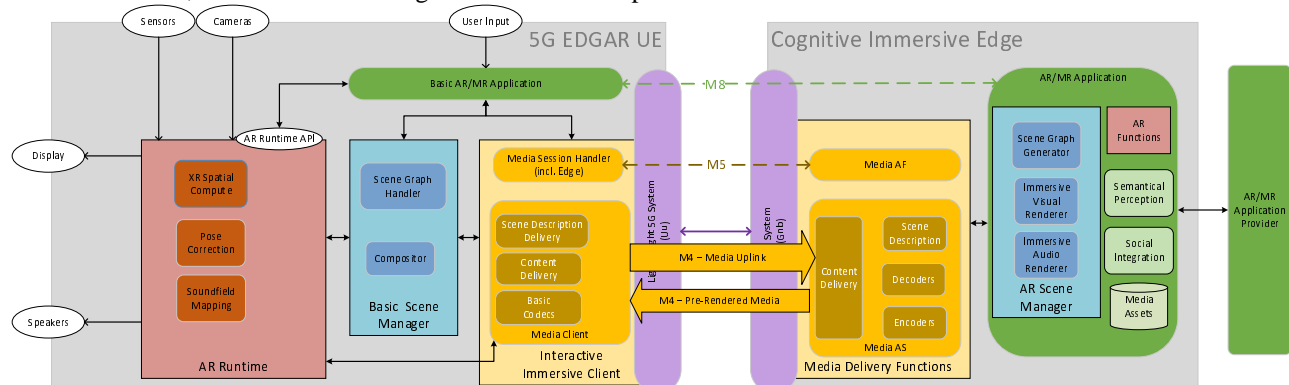 Sensors
Cameras
User Input
5G EDGAR UE
Cognitive Immersive Edge
Basic AR/MR Application
M8
AR/MR Application
AR Runtime API
Display
Speakers
XR Spatial
Compute
Pose
Correction
Soundfield
Mapping
AR Runtime
Scene Graph
Handler
Compositor
Basic Scene
Manager
Media Session Handler
(incl. Edge)
Scene Description
Delivery
Content
Delivery
Basic
Codecs
Media Client
Interactive
Immersive Client
5G System
(Uu)
M5
System
(Gnb)
M4 – Media Uplink
M4 – Pre-Rendered Media
Media AF
Content
Delivery
Scene
Description
Decoders
Encoders
Media AS
Media Delivery Functions
Scene Graph
Generator
Immersive
Visual
Renderer
Immersive
Audio
Renderer
AR Scene
Manager
AR
Functions
Semantical
Perception
Social
Integration
Media
Assets
AR/MR
Application
Provider